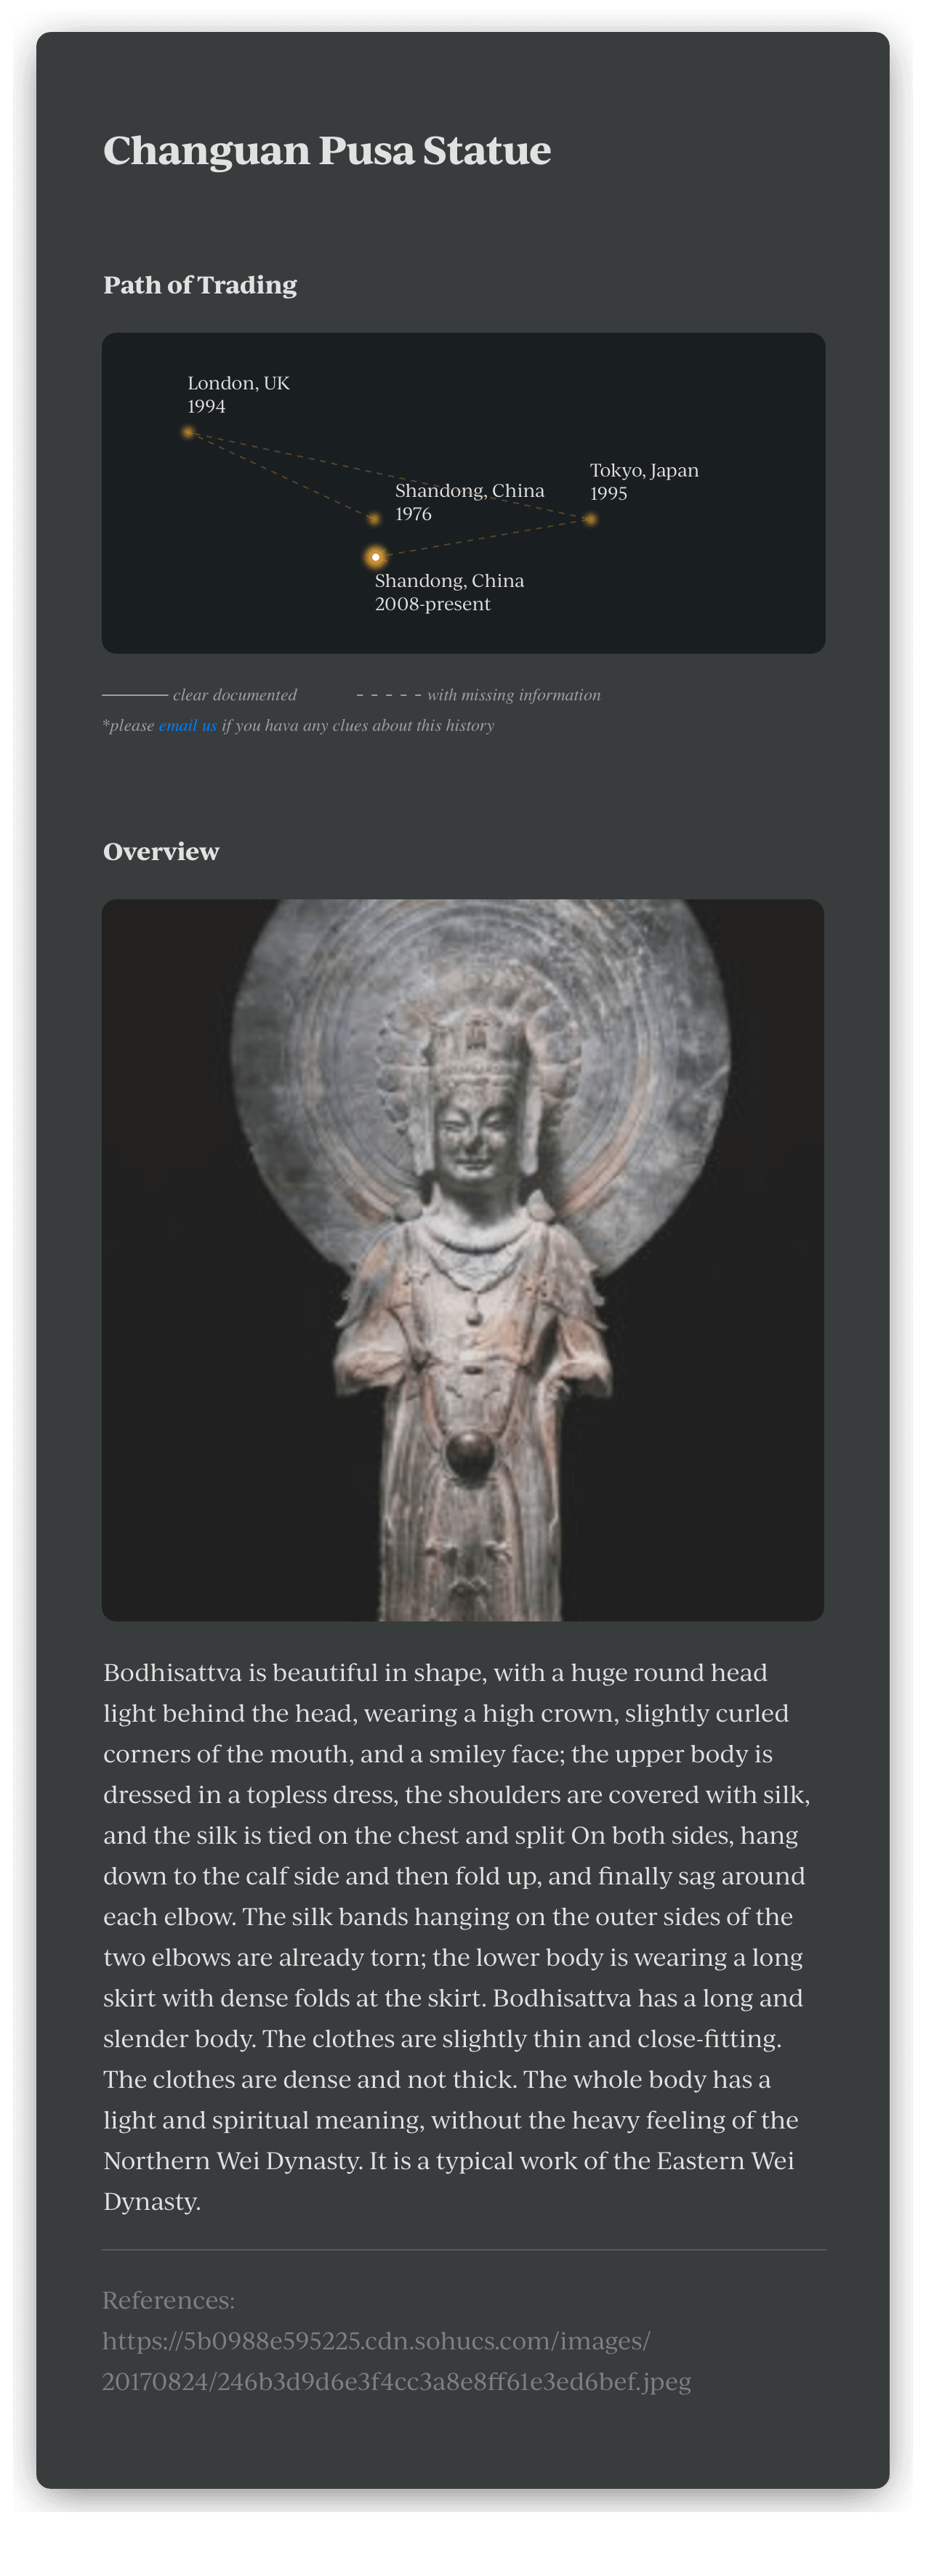 Changuan Pusa Statue
Path of Trading
London, UK
1994
Tokyo, Japan
1995
Shandong, China
1976
Shandong, China
2008-present
clear documented
with missing information
*please email us if you hava any clues about this history
Overview
Bodhisattva is beautiful in shape, with a huge round head
light behind the head, wearing a high crown, slightly curled
corners of the mouth, and a smiley face; the upper body is
dressed in a topless dress, the shoulders are covered with silk,
and the silk is tied on the chest and split On both sides, hang
down to the calf side and then fold up, and finally sag around
each elbow. The silk bands hanging on the outer sides of the
two elbows are already torn; the lower body is wearing a long
skirt with dense folds at the skirt. Bodhisattva has a long and
slender body. The clothes are slightly thin and close-fitting.
The clothes are dense and not thick. The whole body has a
light and spiritual meaning, without the heavy feeling of the
Northern Wei Dynasty. It is a typical work of the Eastern Wei
Dynasty.
References:
https://5b0988e595225.cdn.sohucs.com/images/
20170824/246b3d9d6e3f4cc3a8e8ff61e3ed6bef.jpeg